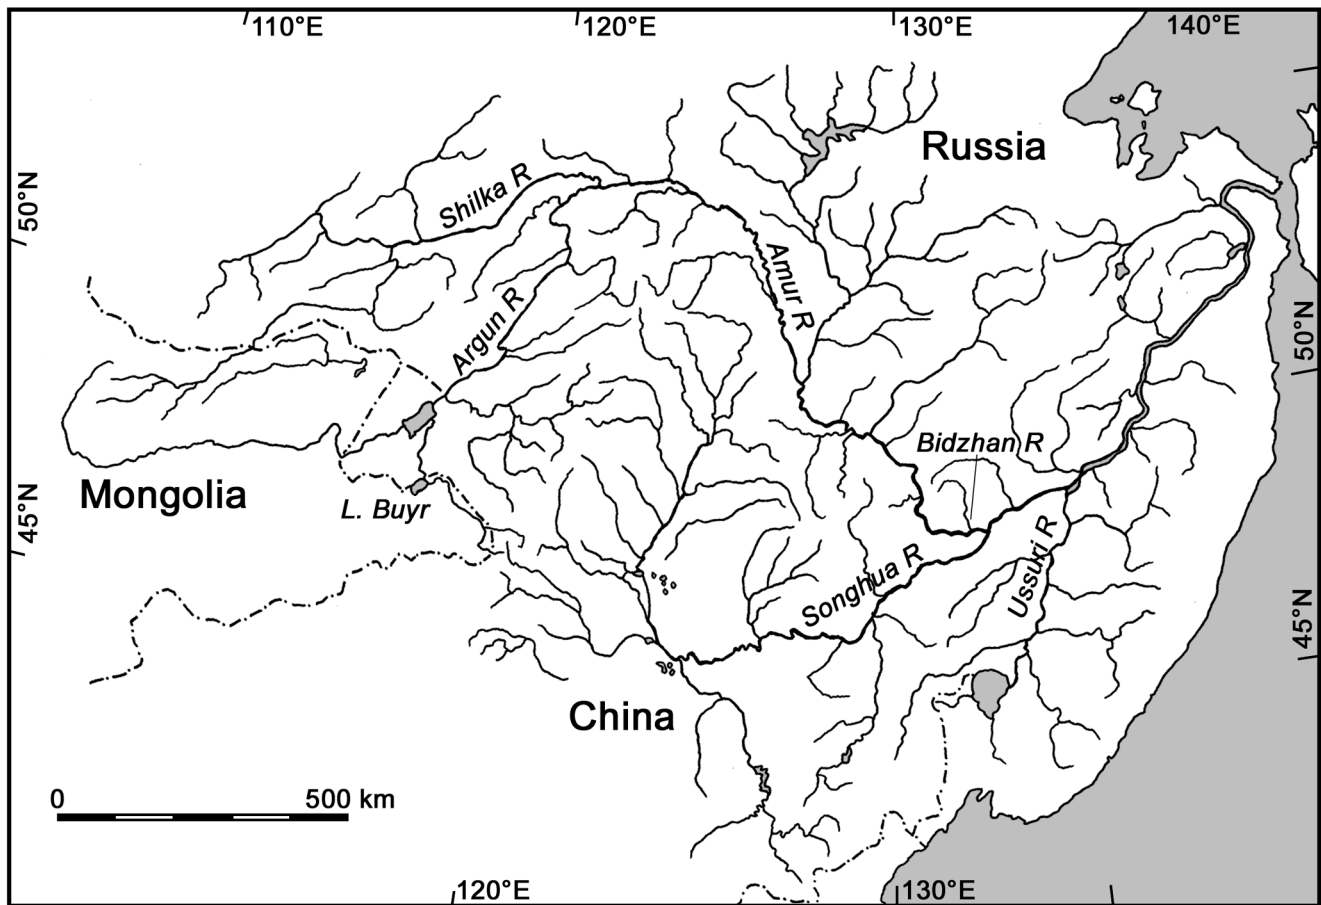 110°E
120°E
130°E
140°E
Russia
50°N
Shilka R
Amur R
Argun R
50°N
Bidzhan R
Mongolia
L. Buyr
45°N
Ussuri R
Songhua R
45°N
China
0
500 km
120°E
130°E